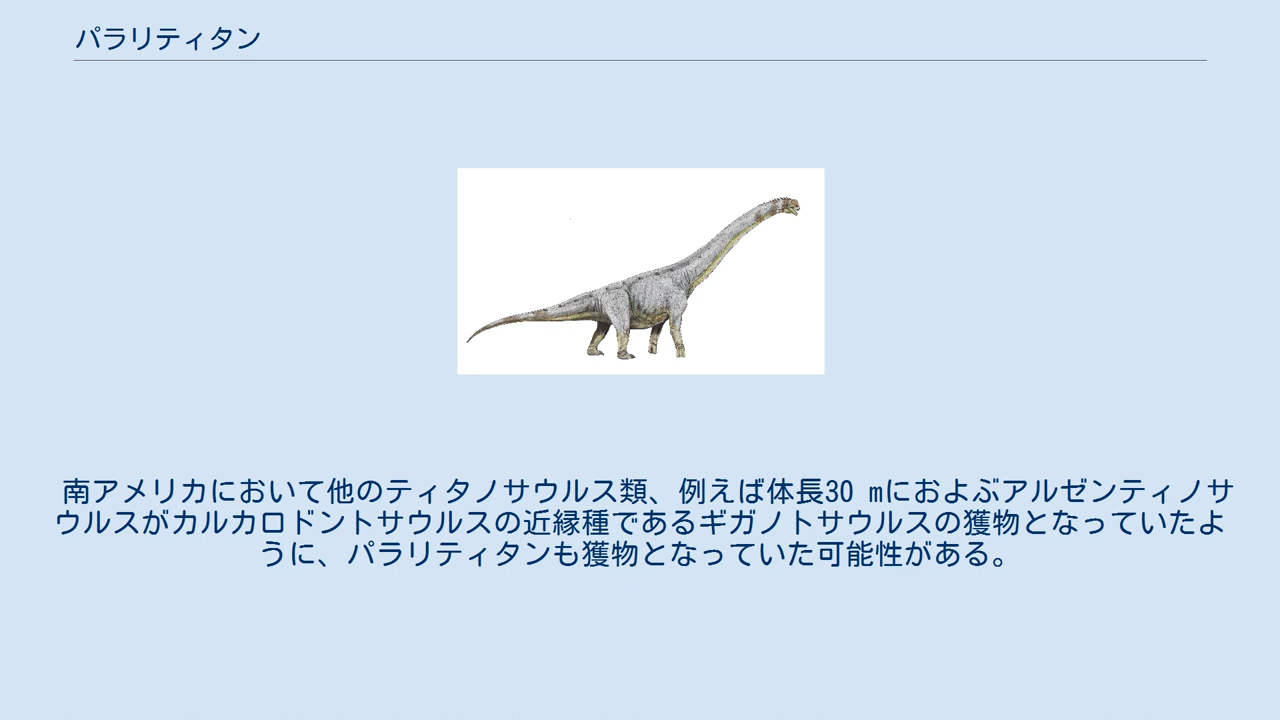 パラリティタン
南アメリカにおいて他のティタノサウルス類、例えば体長30 mにおよぶアルゼンティノサ
ウルスがカルカロドントサウルスの近縁種であるギガノトサウルスの獲物となっていたよ
うに、パラリティタンも獲物となっていた可能性がある。